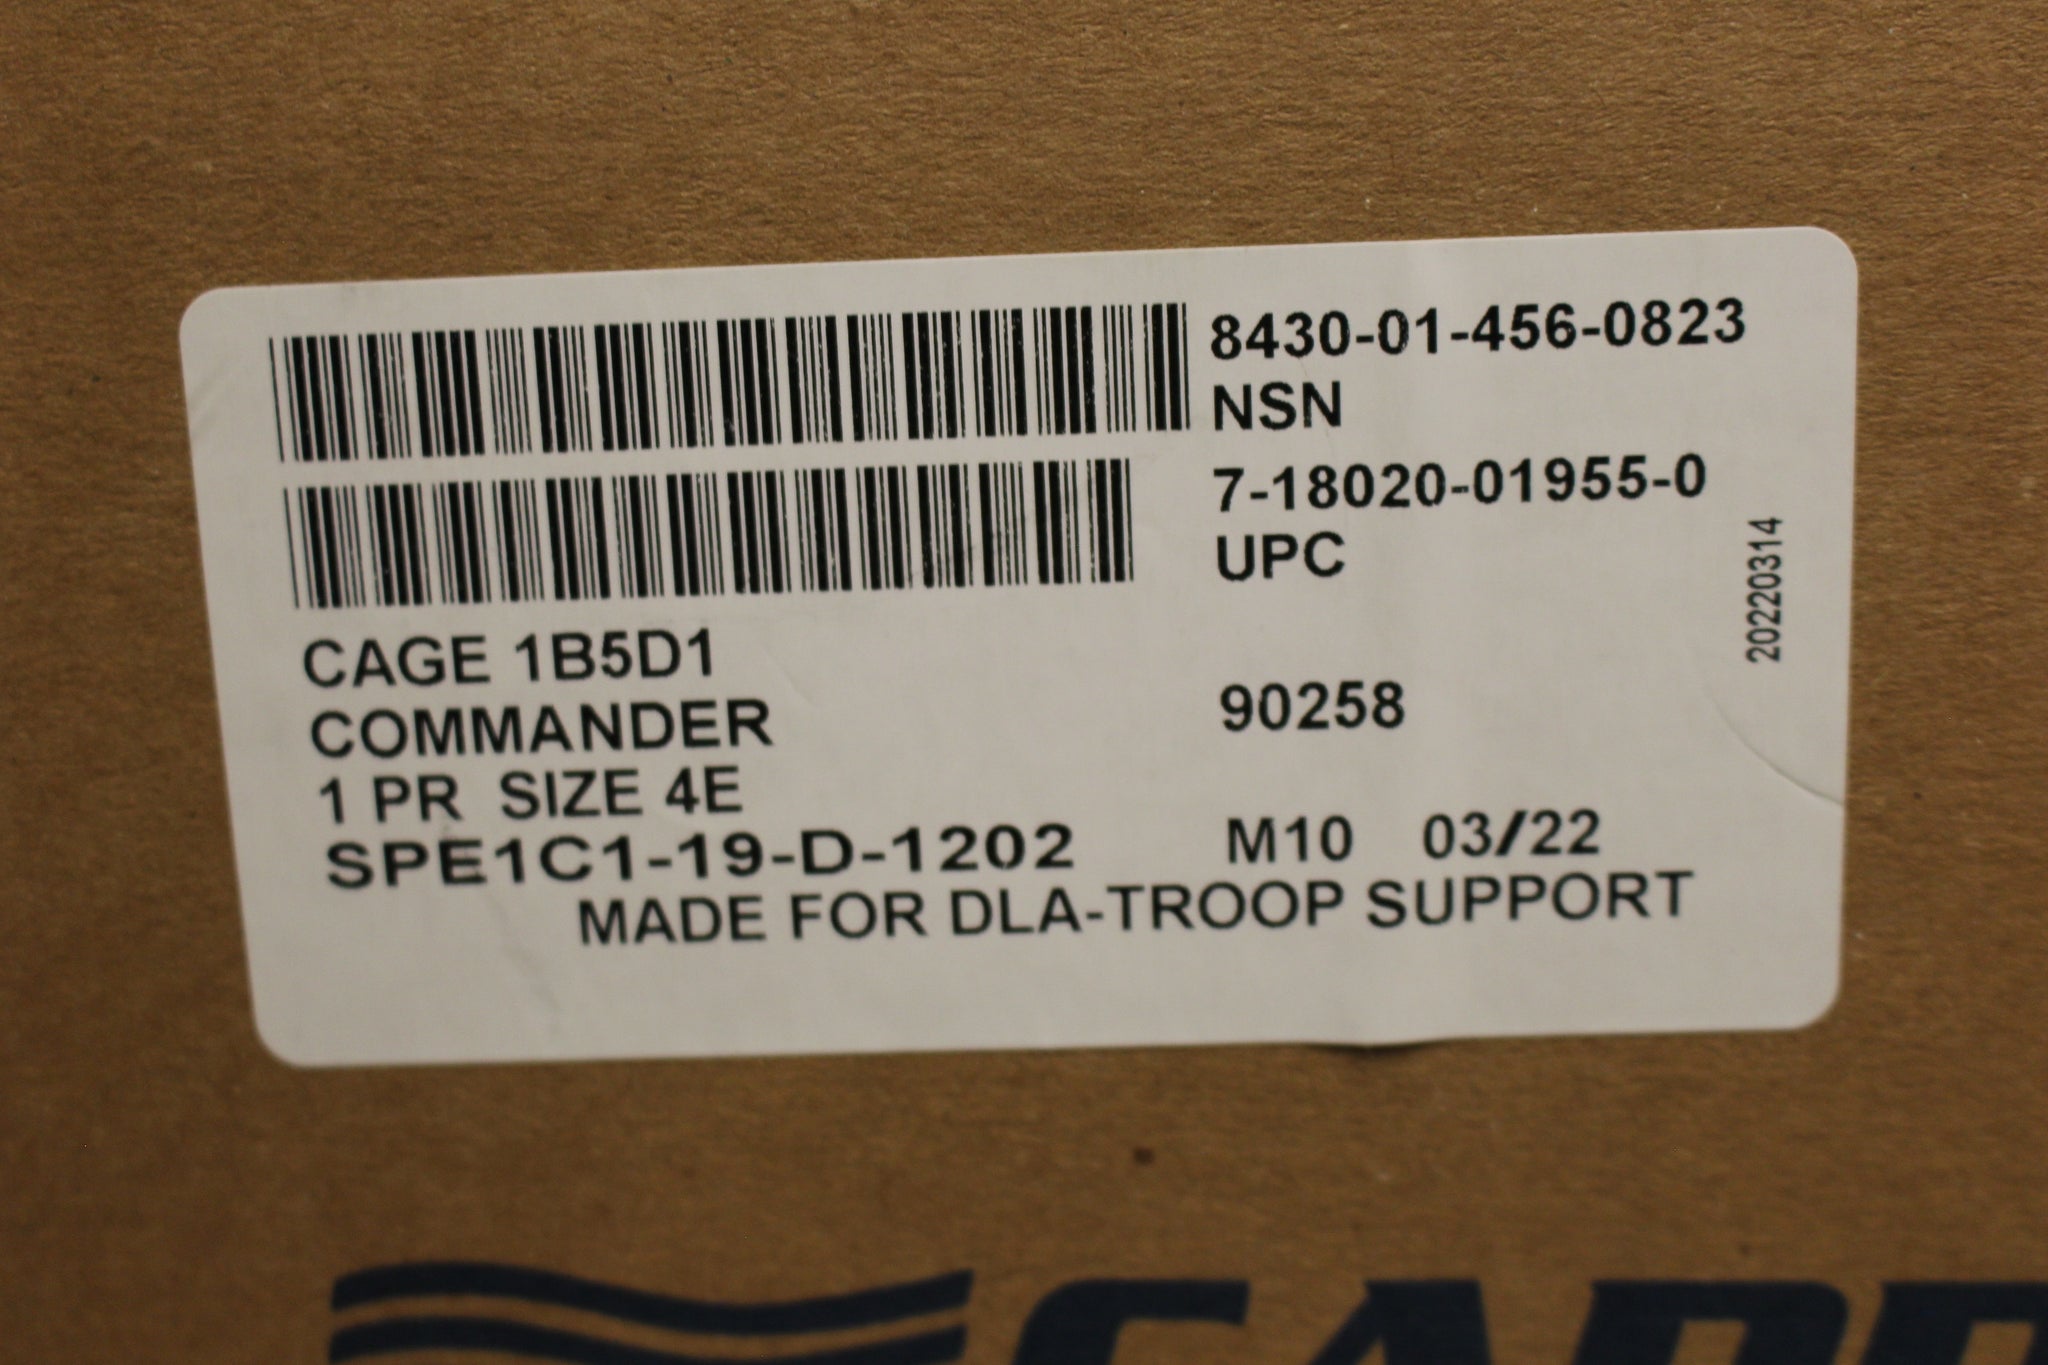 8430-01-456-0823
NSN
7-18020-01955-0
UPC
20220314
CAGE 1B5D1
COMMANDER 90258
1 PR SIZE 4E
SPE1C1-19-D-1202 M10 03/22
MADE FOR DLA-TROOP SUPPORT